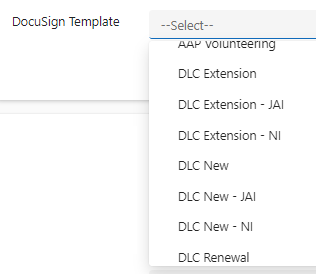 DocuSign Template
--Select--
AAP Volunteering
DLC Extension
DLC Extension - JAI
DLC Extension - NI
DLC New
DLC New - JAI
DLC New - NI
DLC Renewal